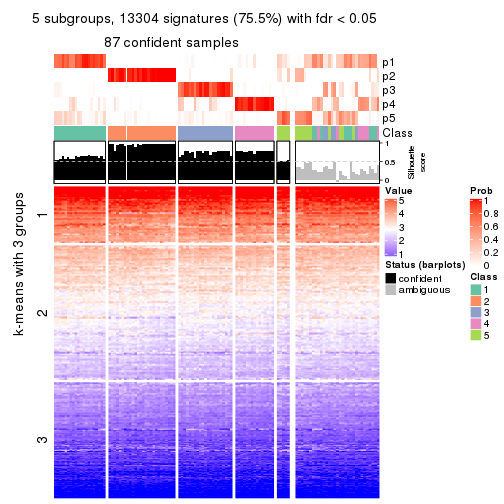 5 subgroups, 13304 signatures (75.5%) with fdr < 0.05
87 confident samples
p1
p2
p3
p4
p5
Class
1
0.5
0
Silhouette
score
k-means with 3 groups
1
2
3
Value
5
4
3
2
1
Status (barplots)
confident
ambiguous
Prob
1
0.8
0.6
0.4
0.2
0
Class
1
2
3
4
5